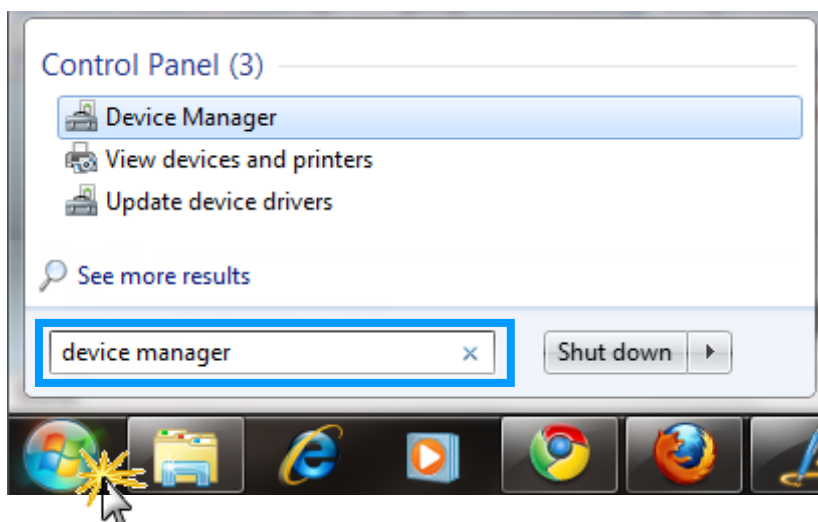 Control Panel (3)
Device Manager
View devices and printers
Update device drivers
See more results
device manager
Shut down